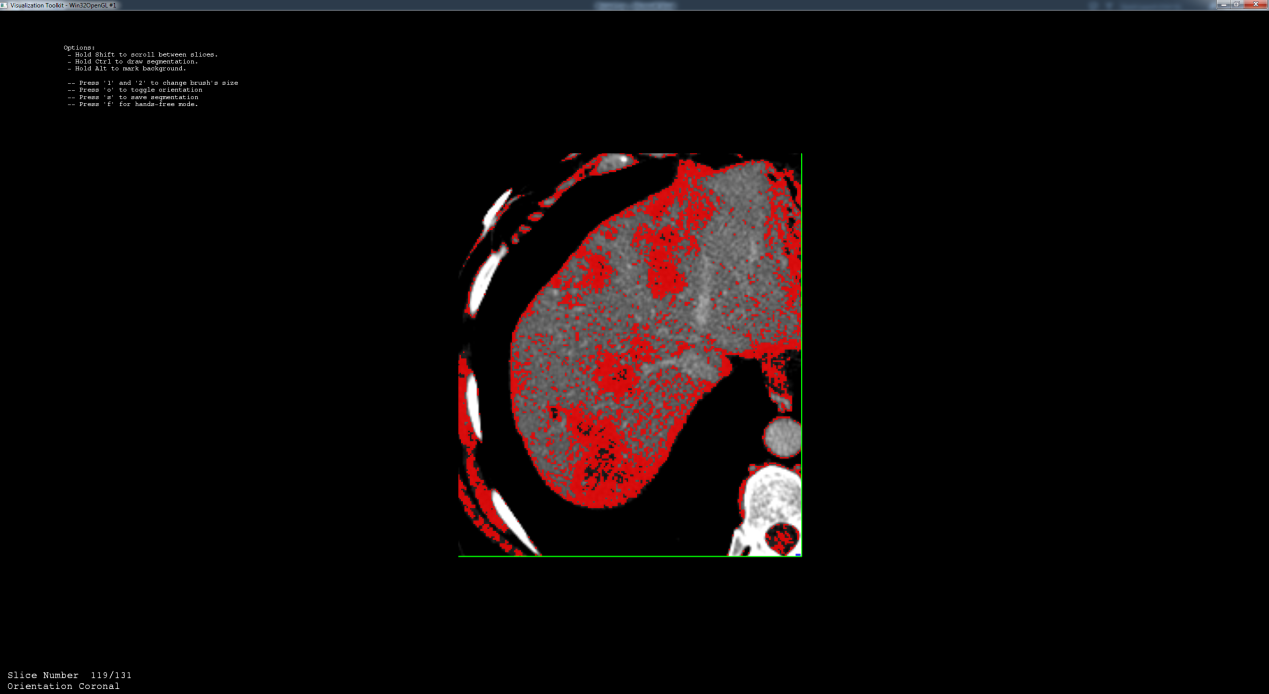 Visualization Toolkit - Win32OpenGL #1
Options:
- Hold Shift to scroll between slices.
- Hold Ctrl to draw segmentation.
- Hold Alt to mark background.
-- Press '1' and '2' to change brush's size
-- Press 'o' to toggle orientation
-- Press 's' to save segmentation
-- Press 'f' for hands-free mode.
Slice Number 119/131
Orientation Coronal